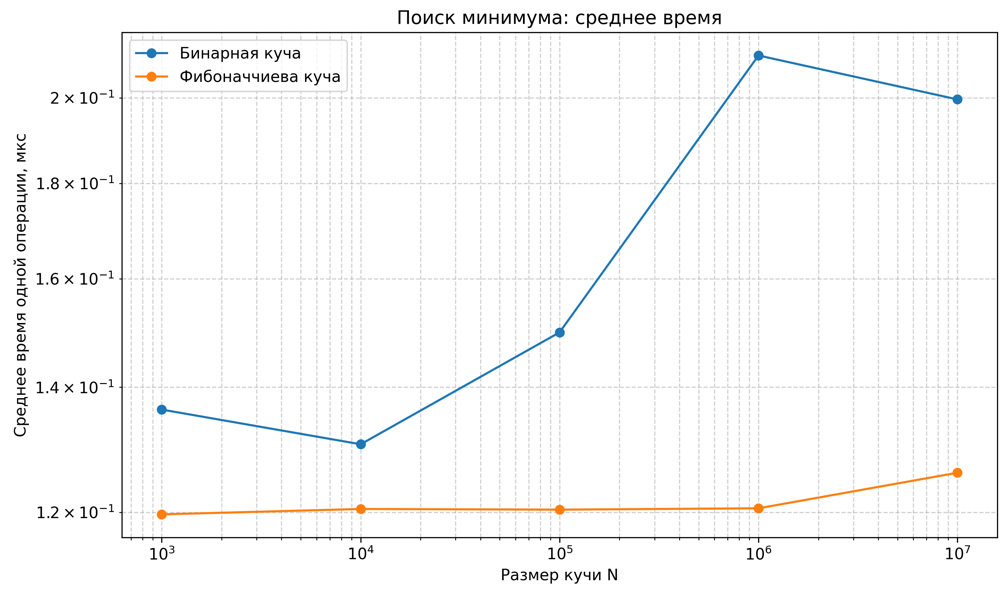 Поиск минимума: среднее время
Бинарная куча
Фибоначчиева куча
Среднее время одной операции, мкс
2 × 10⁻¹
1.8 × 10⁻¹
1.6 × 10⁻¹
1.4 × 10⁻¹
1.2 × 10⁻¹
10³ 10⁴ 10⁵ 10⁶ 10⁷
Размер кучи N